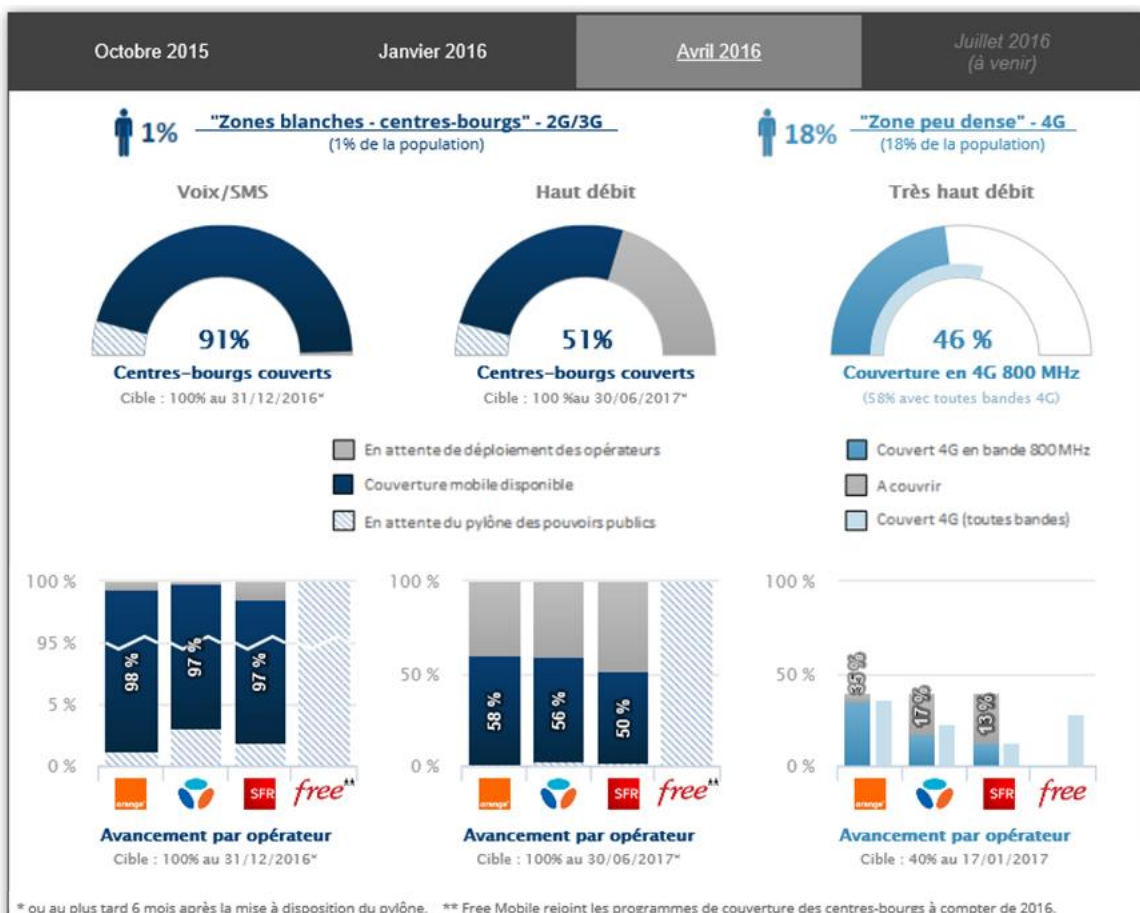 Octobre 2015
Janvier 2016
Avril 2016
Juillet 2016
(à venir)
1%
"Zones blanches - centres-bourgs" - 2G/3G
(1% de la population)
18%
"Zone peu dense" - 4G
(18% de la population)
Voix/SMS
Haut débit
Très haut débit
91%
Centres-bourgs couverts
Cible : 100% au 31/12/2016*
51%
Centres-bourgs couverts
Cible : 100 %au 30/06/2017*
46 %
Couverture en 4G 800 MHz
(58% avec toutes bandes 4G)
En attente de déploiement des opérateurs
Couverture mobile disponible
En attente du pylône des pouvoirs publics
Couvert 4G en bande 800 MHz
A couvrir
Couvert 4G (toutes bandes)
100 %
95 %
5 %
0 %
98 %
97 %
97 %
orange
SFR
free**
Avancement par opérateur
Cible : 100% au 31/12/2016*
100 %
50 %
0 %
58 %
56 %
50 %
orange
SFR
free**
Avancement par opérateur
Cible : 100% au 30/06/2017*
100 %
50 %
0 %
35 %
17 %
13 %
orange
SFR
free
Avancement par opérateur
Cible : 40% au 17/01/2017
* ou au plus tard 6 mois après la mise à disposition du pylône. ** Free Mobile rejoint les programmes de couverture des centres-bourgs à compter de 2016.